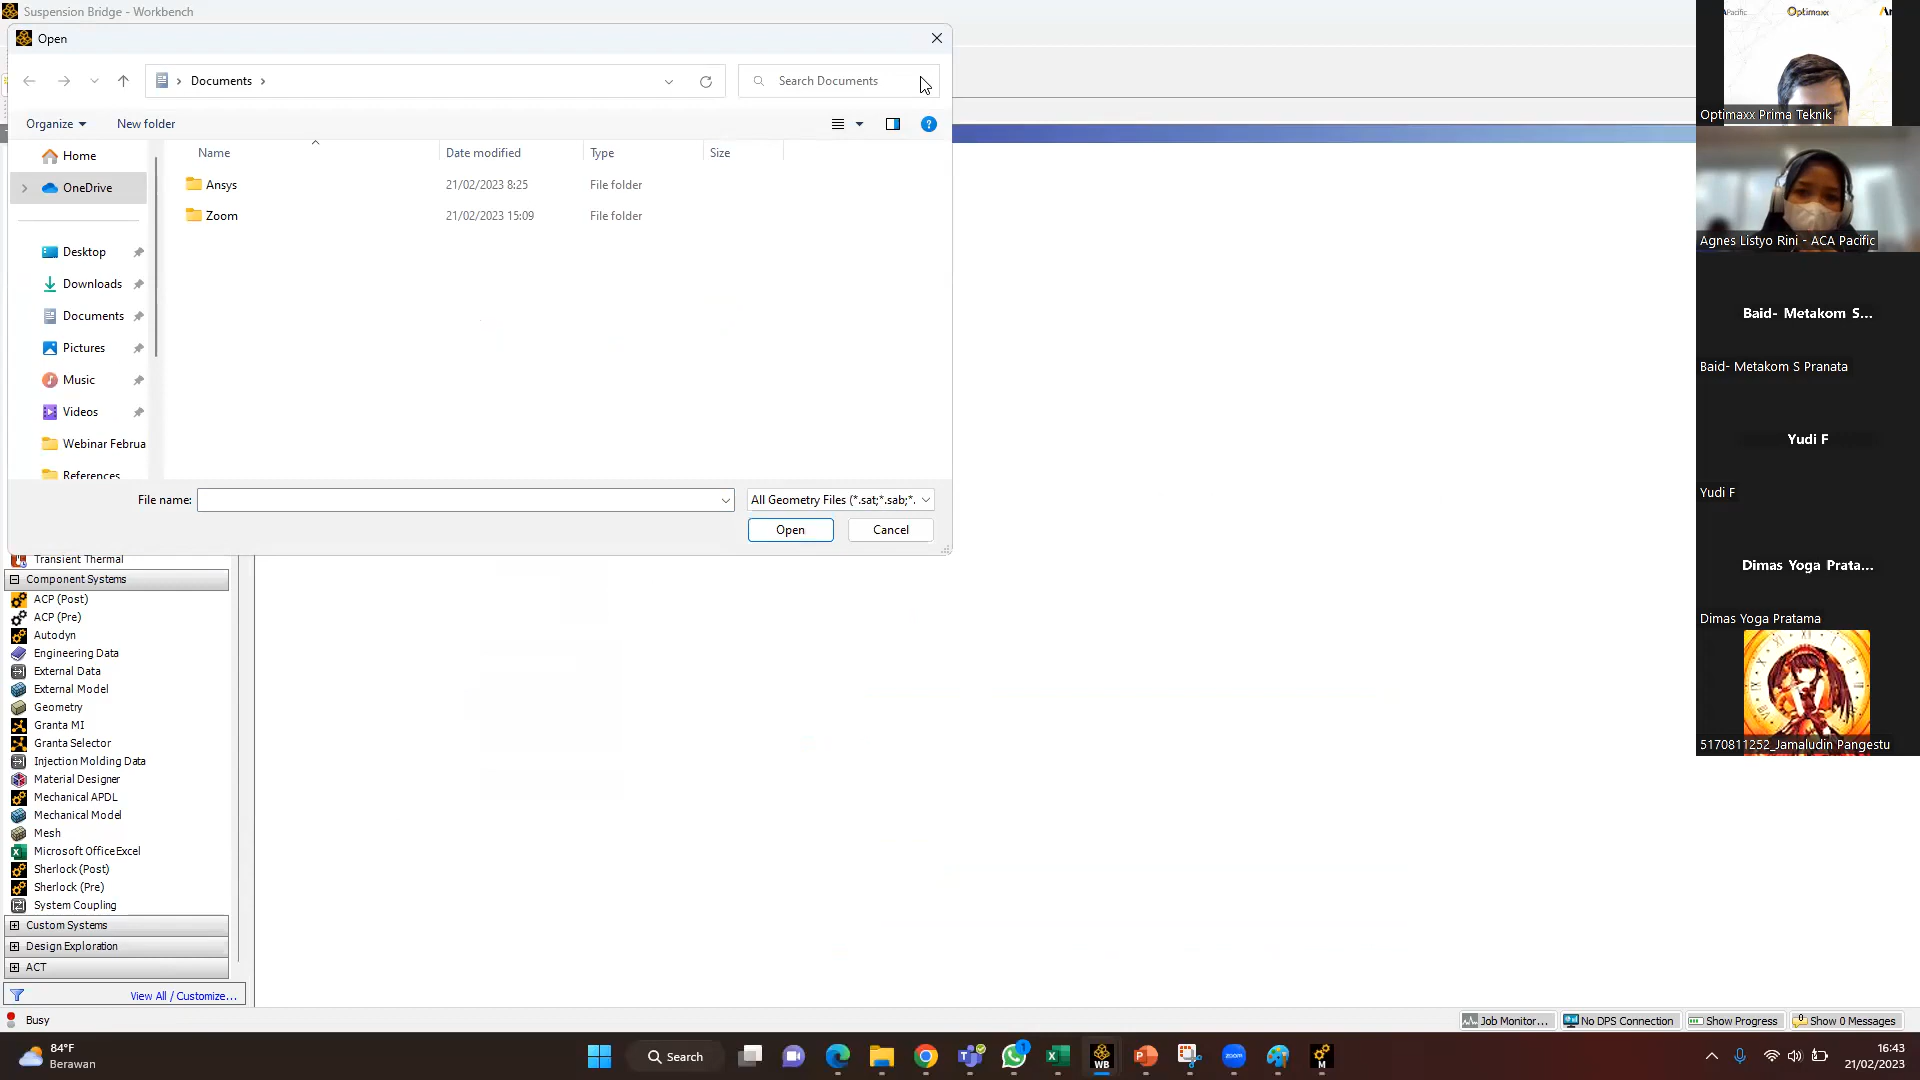 Suspension Bridge - Workbench
Open
Documents
Search Documents
Organize
New folder
Name
Date modified
Type
Size
Home
OneDrive
Ansys
21/02/2023 8:25
File folder
Zoom
21/02/2023 15:09
File folder
Desktop
Downloads
Documents
Pictures
Music
Videos
Webinar Februa
References
File name:
All Geometry Files (*.sat;*.sab;*.
Open
Cancel
Transient Thermal
Component Systems
ACP (Post)
ACP (Pre)
Autodyn
Engineering Data
External Data
External Model
Geometry
Granta MI
Granta Selector
Injection Molding Data
Material Designer
Mechanical APDL
Mechanical Model
Mesh
Microsoft Office Excel
Sherlock (Post)
Sherlock (Pre)
System Coupling
Custom Systems
Design Exploration
ACT
View All / Customize...
Busy
Job Monitor...
No DPS Connection
Show Progress
Show 0 Messages
Pacific
Optimaxx
Optimaxx Prima Teknik
Agnes Listyo Rini - ACA Pacific
Baid- Metakom S...
Baid- Metakom S Pranata
Yudi F
Yudi F
Dimas Yoga Prata...
Dimas Yoga Pratama
5170811252_Jamaludin Pangestu
84°F
Berawan
Search
1
WB
zoom
M
16:43
21/02/2023